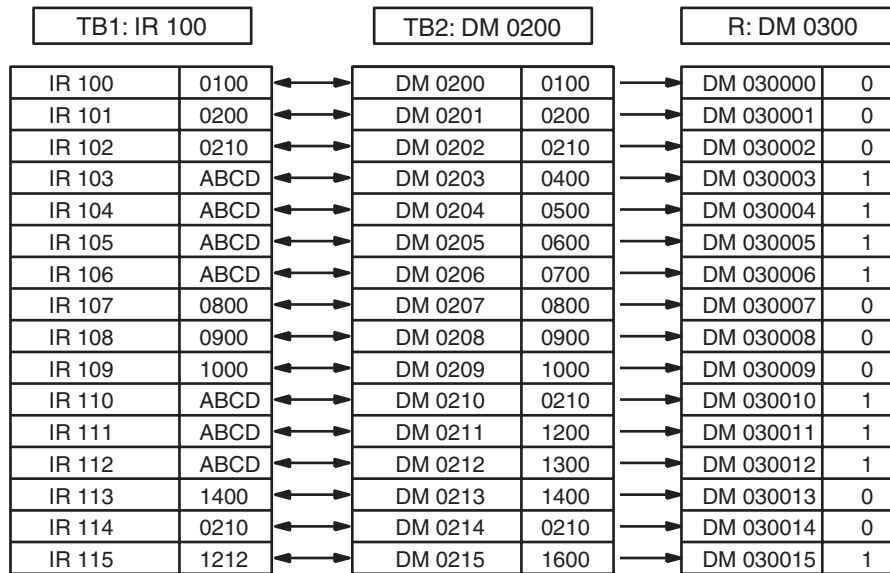 TB1: IR 100 TB2: DM 0200 R: DM 0300
IR 100 0100 DM 0200 0100 DM 030000 0
IR 101 0200 DM 0201 0200 DM 030001 0
IR 102 0210 DM 0202 0210 DM 030002 0
IR 103 ABCD DM 0203 0400 DM 030003 1
IR 104 ABCD DM 0204 0500 DM 030004 1
IR 105 ABCD DM 0205 0600 DM 030005 1
IR 106 ABCD DM 0206 0700 DM 030006 1
IR 107 0800 DM 0207 0800 DM 030007 0
IR 108 0900 DM 0208 0900 DM 030008 0
IR 109 1000 DM 0209 1000 DM 030009 0
IR 110 ABCD DM 0210 0210 DM 030010 1
IR 111 ABCD DM 0211 1200 DM 030011 1
IR 112 ABCD DM 0212 1300 DM 030012 1
IR 113 1400 DM 0213 1400 DM 030013 0
IR 114 0210 DM 0214 0210 DM 030014 0
IR 115 1212 DM 0215 1600 DM 030015 1